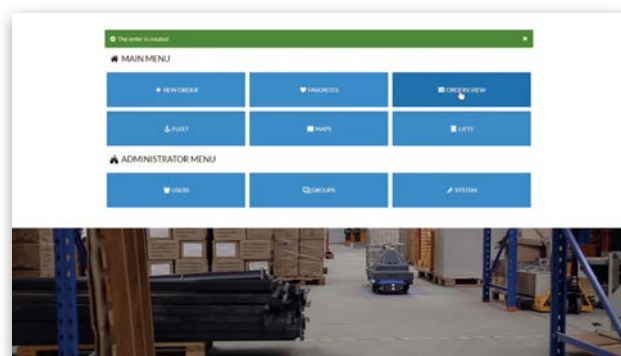 The order is created
MAIN MENU
NEW ORDER
FAVORITES
ORDERS VIEW
FLEET
MAPS
LIFTS
ADMINISTRATOR MENU
USERS
GROUPS
SYSTEM